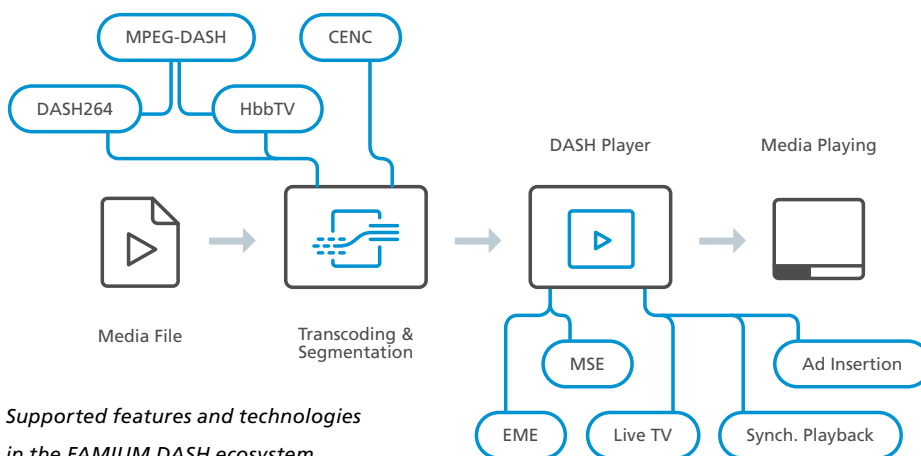 MPEG-DASH
CENC
DASH264
HbbTV
DASH Player
Media Playing
Media File
Transcoding &
Segmentation
MSE
Ad Insertion
EME
Live TV
Synch. Playback
Supported features and technologies
in the FAMIUM DASH ecosystem